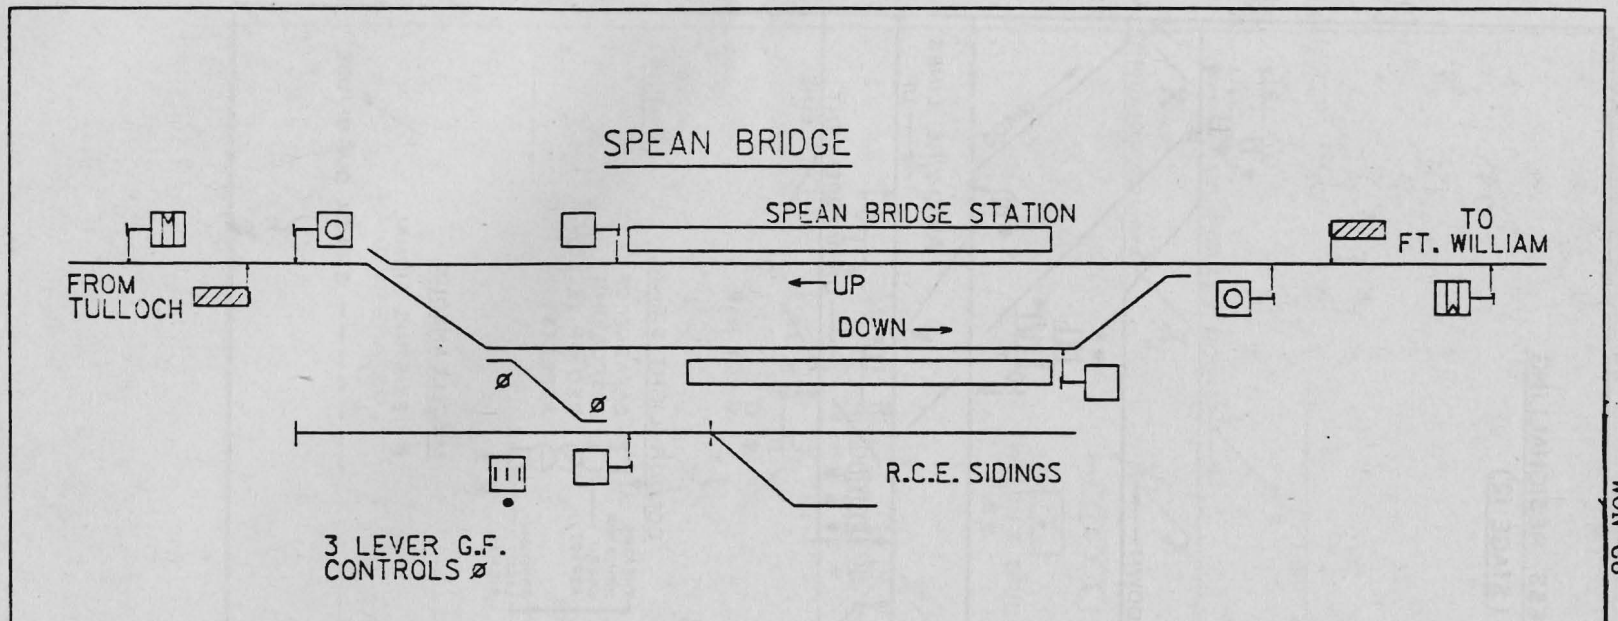 SPEAN BRIDGE
SPEAN BRIDGE STATION
TO
FT. WILLIAM
M
FROM
TULLOCH
←UP
DOWN→
ø
ø
R.C.E. SIDINGS
3 LEVER G.F.
CONTROLS ø